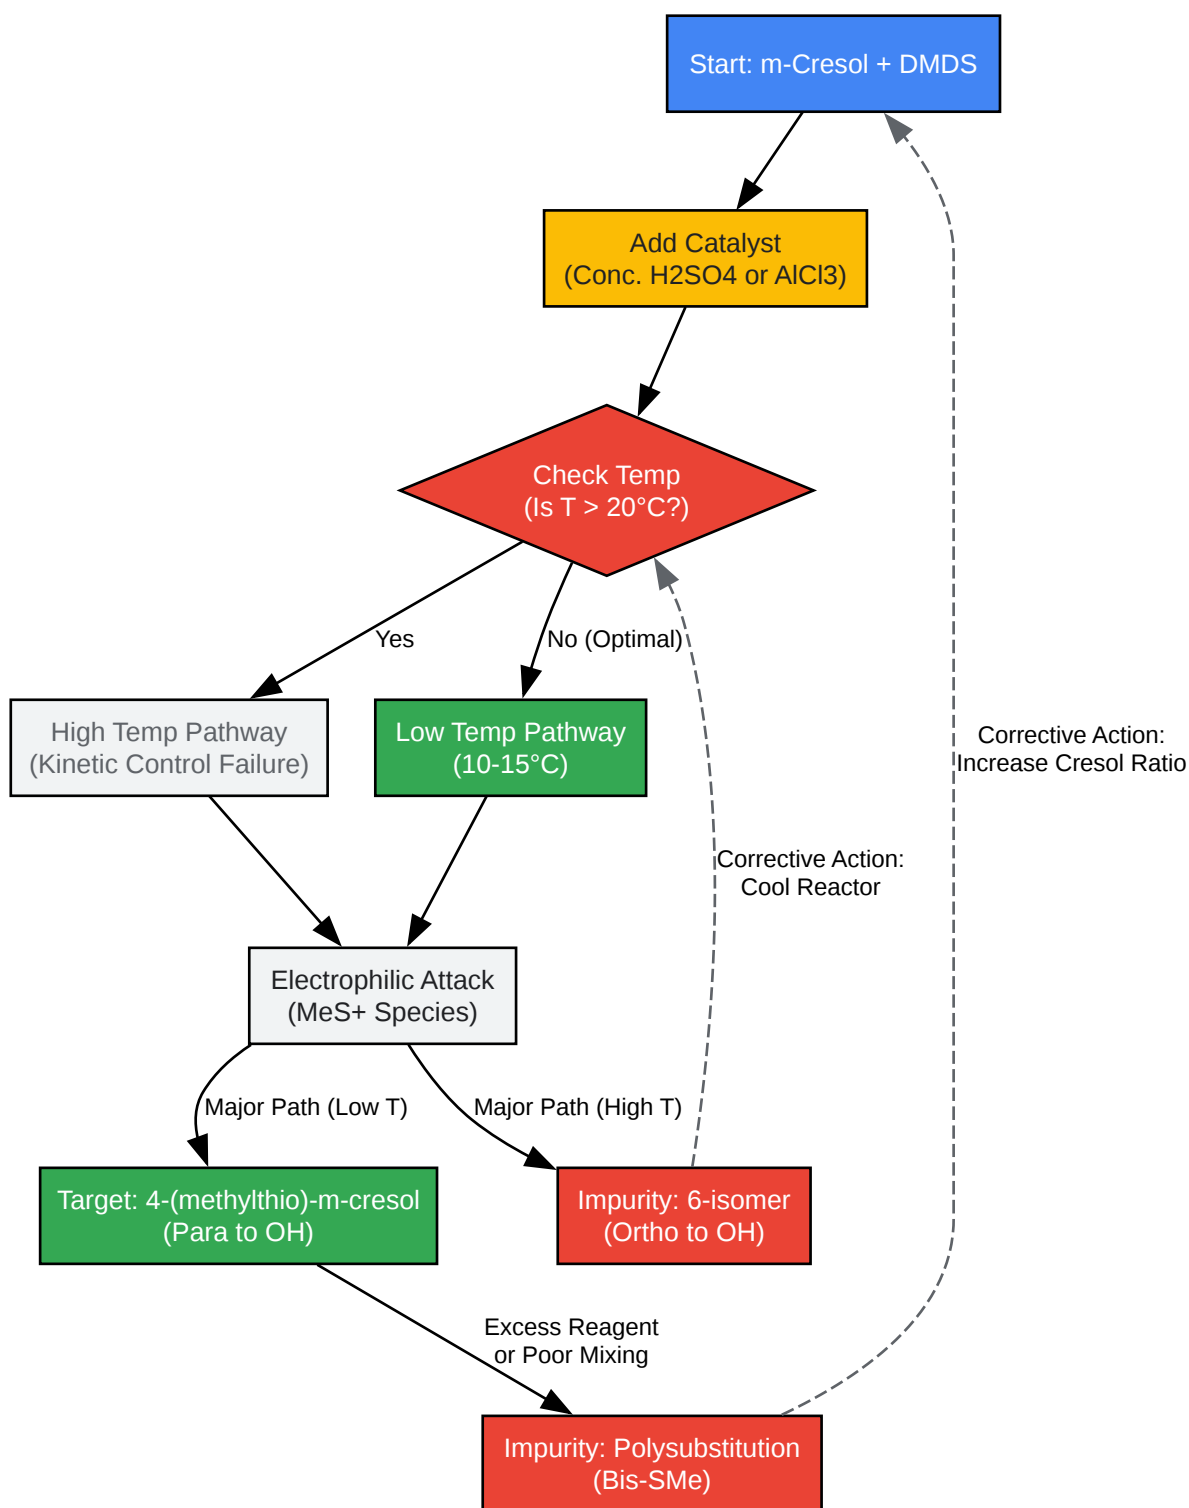 Start: m-Cresol + DMDS
Add Catalyst
(Conc. H2SO4 or AlCl3)
Check Temp
(Is T > 20°C?)
Yes
No (Optimal)
High Temp Pathway
(Kinetic Control Failure)
Low Temp Pathway
(10-15°C)
Corrective Action:
Increase Cresol Ratio
Corrective Action:
Cool Reactor
Electrophilic Attack
(MeS+ Species)
Major Path (Low T)
Major Path (High T)
Target: 4-(methylthio)-m-cresol
(Para to OH)
Impurity: 6-isomer
(Ortho to OH)
Excess Reagent
or Poor Mixing
Impurity: Polysubstitution
(Bis-SMe)